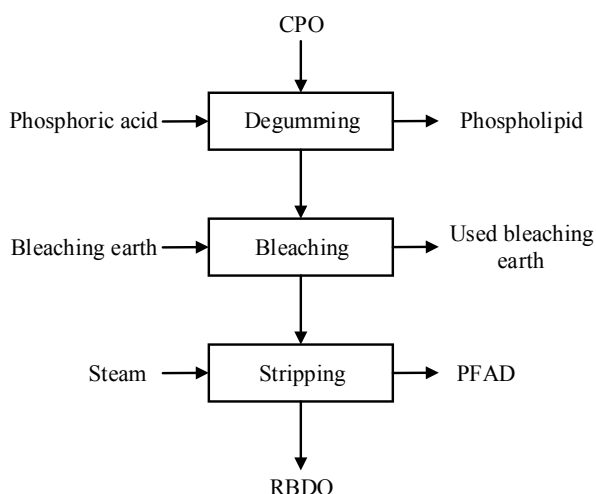 CPO
Phosphoric acid
Degumming
Phospholipid
Bleaching earth
Bleaching
Used bleaching
earth
Steam
Stripping
PFAD
RBDO